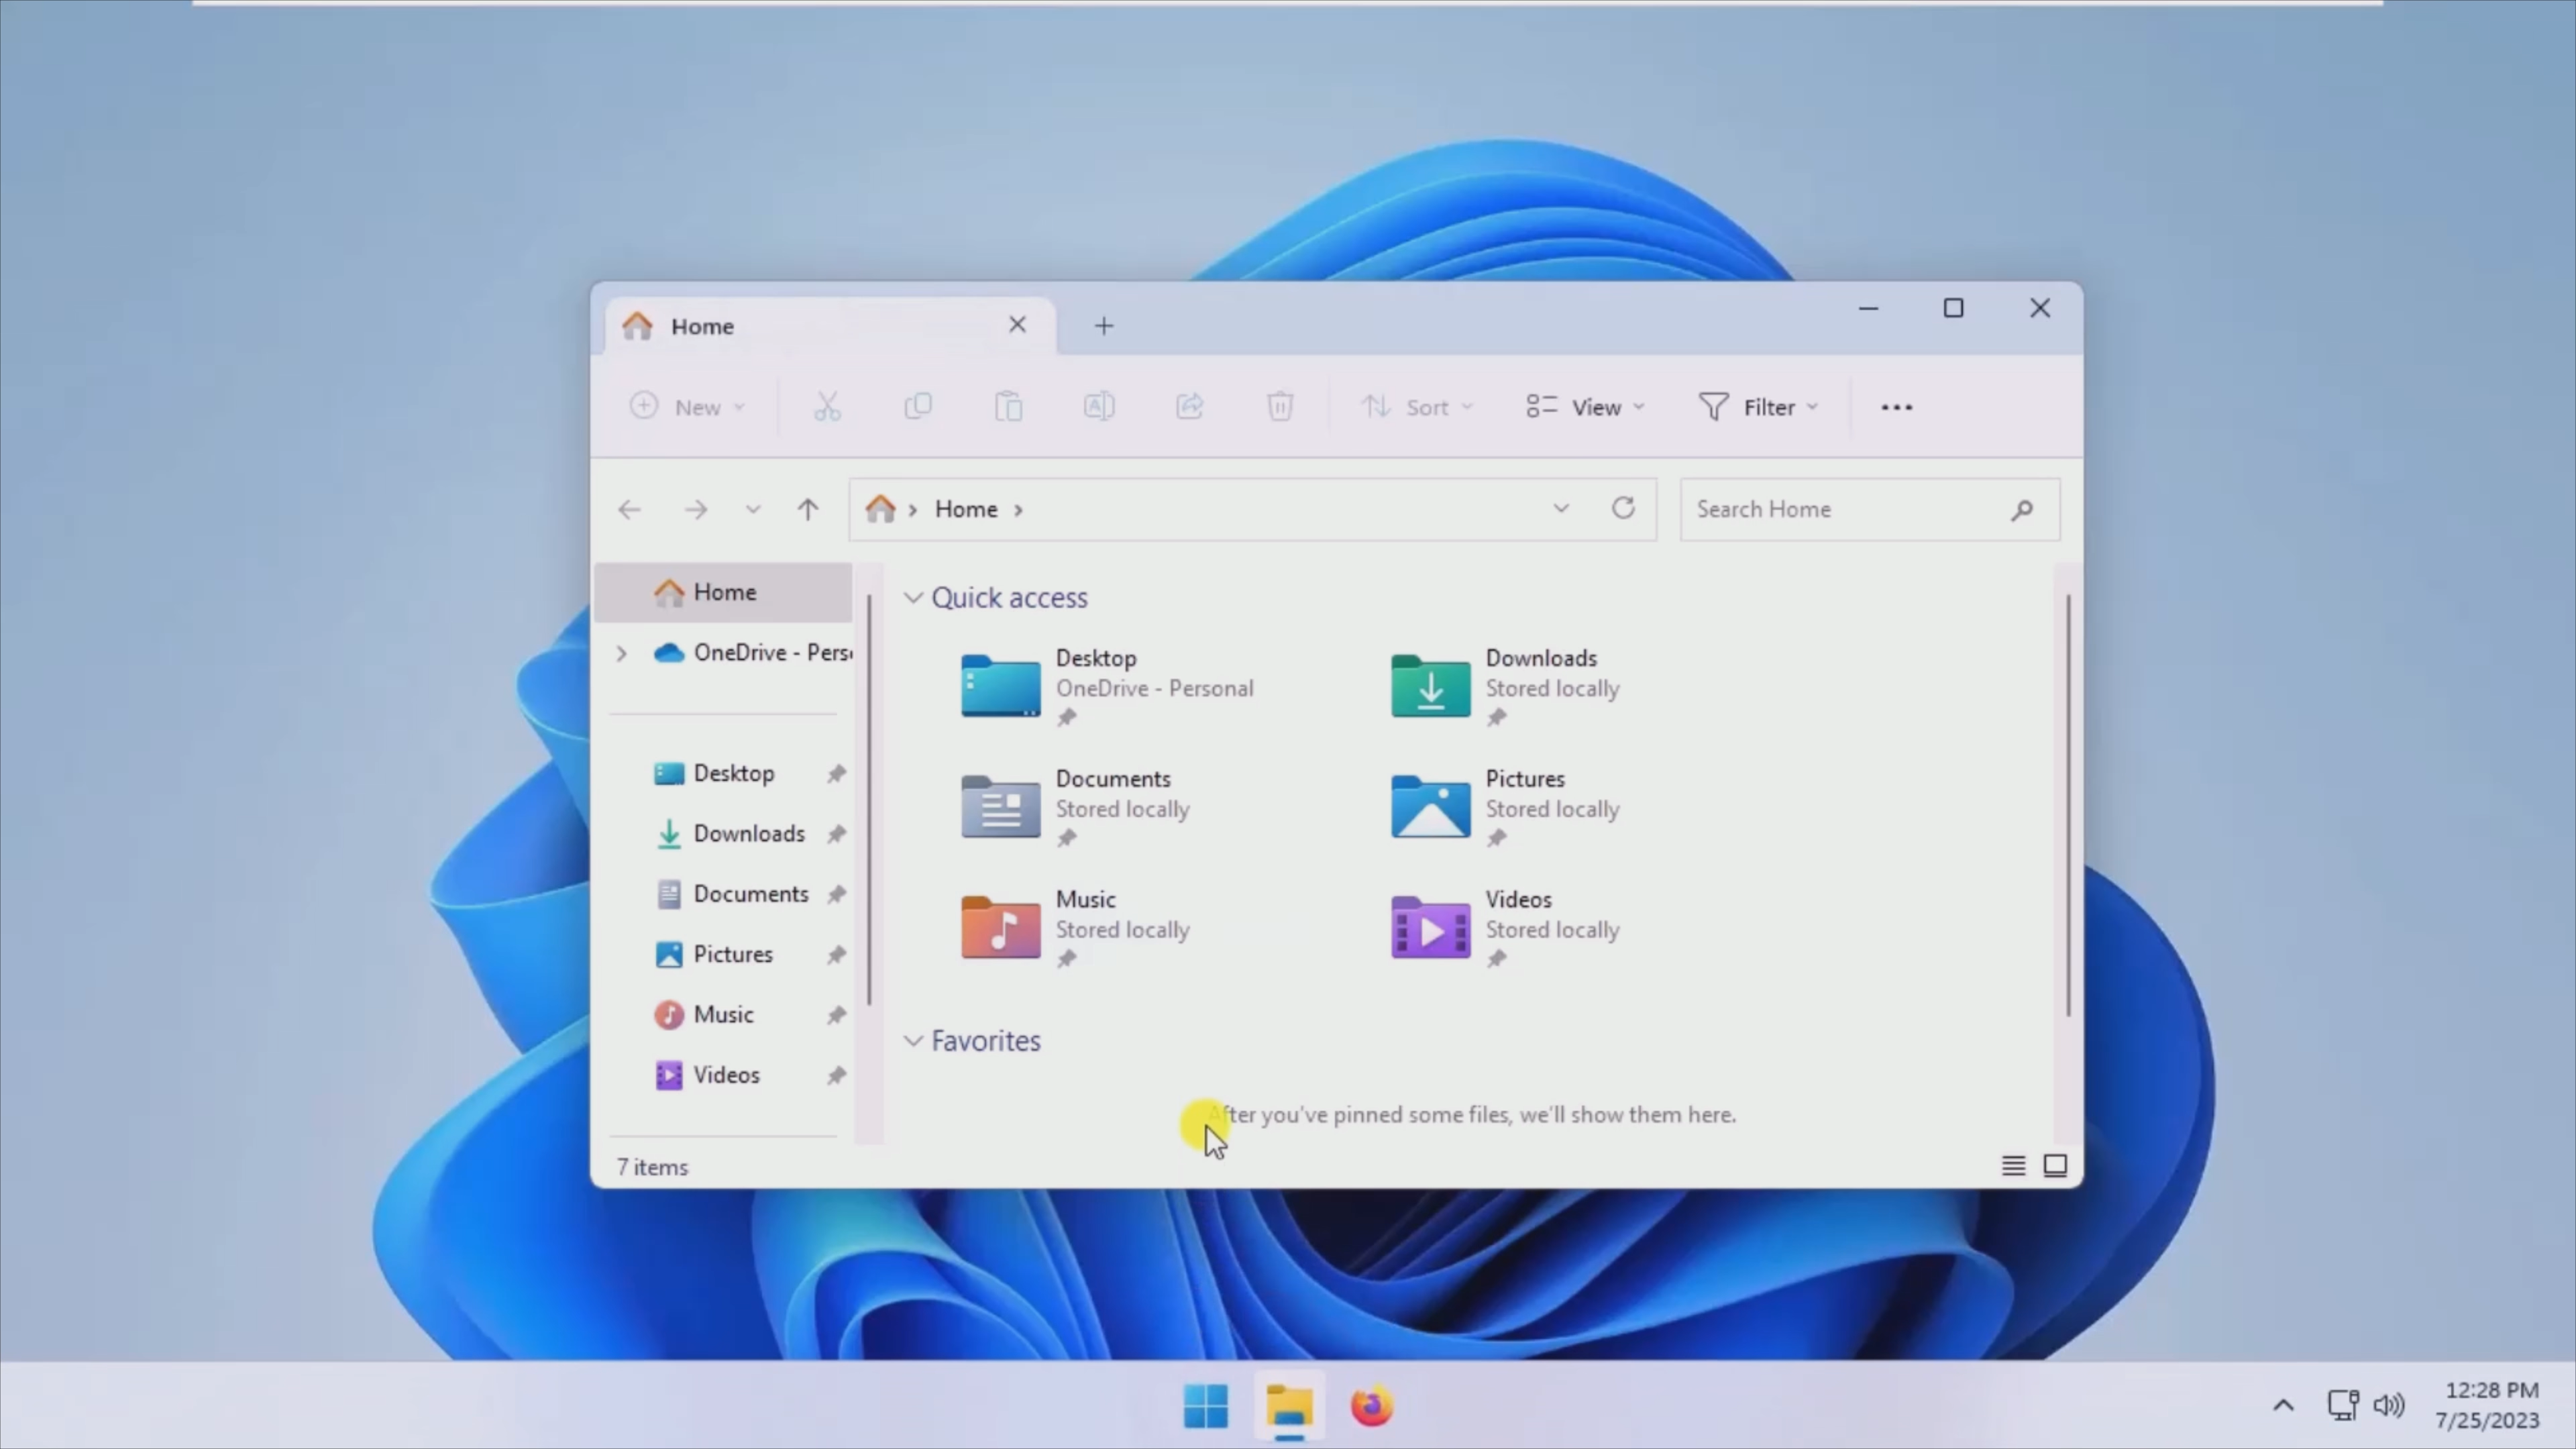 Home
New
Sort
View
Filter
Home
Search Home
Home
OneDrive - Pers
Desktop
Downloads
Documents
Pictures
Music
Videos
Quick access
Desktop
OneDrive - Personal
Downloads
Stored locally
Documents
Stored locally
Pictures
Stored locally
Music
Stored locally
Videos
Stored locally
Favorites
After you've pinned some files, we'll show them here.
7 items
12:28 PM
7/25/2023